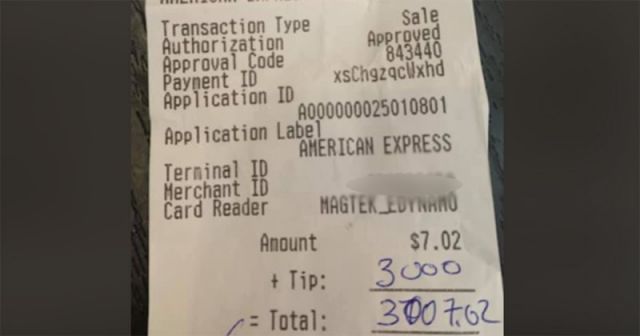 Transaction Type Sale
Authorization Approved
Approval Code 843440
Payment ID xsChgzqcWxhd
Application ID
A000000025010801
Application Label
AMERICAN EXPRESS
Terminal ID
Merchant ID
Card Reader MAGTEK_EDYNAMO
Amount $7.02
+ Tip: 3000
= Total: 3007.02